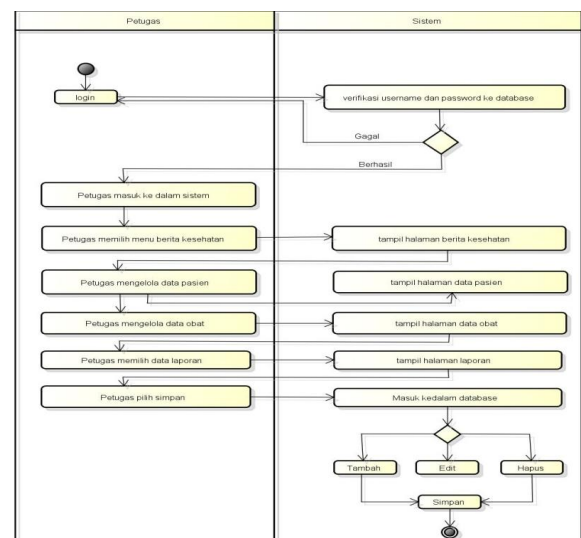 Petugas
Sistem
login
verifikasi username dan password ke database
Gagal
Berhasil
Petugas masuk ke dalam sistem
Petugas memilih menu berita kesehatan
tampil halaman berita kesehatan
Petugas mengelola data pasien
tampil halaman data pasien
Petugas mengelola data obat
tampil halaman data obat
Petugas memilih data laporan
tampil halaman laporan
Petugas pilih simpan
Masuk kedalam database
Tambah
Edit
Hapus
Simpan